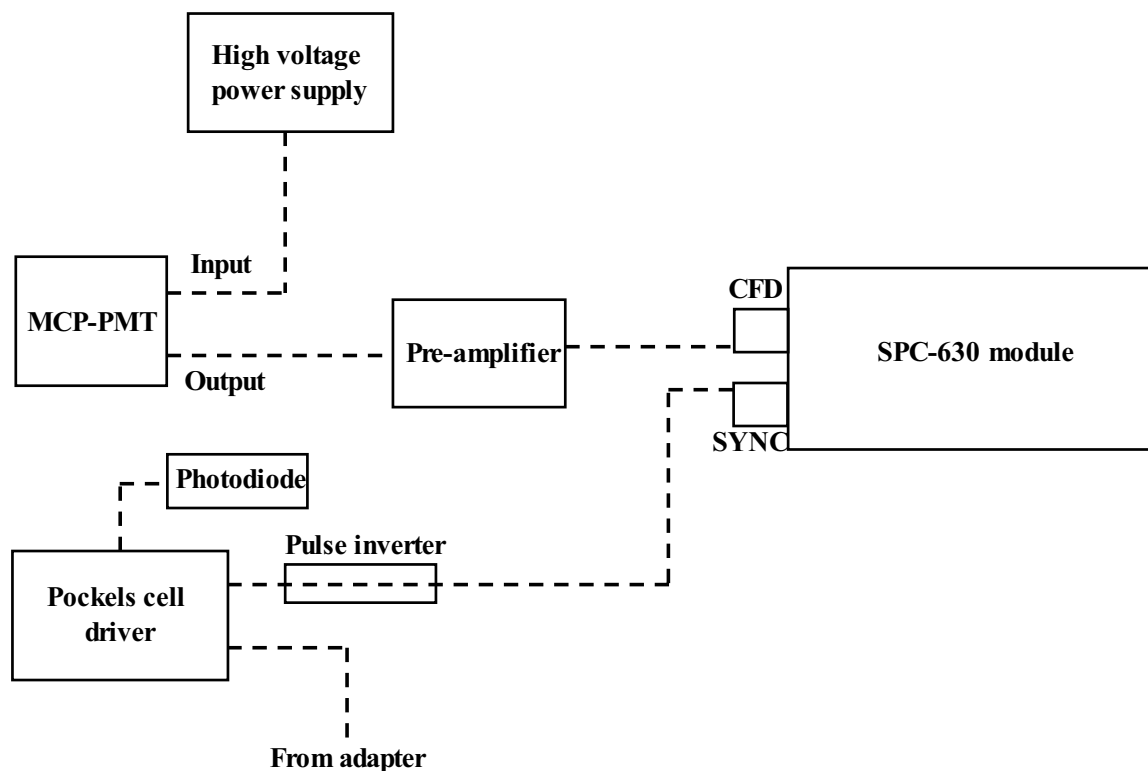 High voltage
power supply
Input
MCP-PMT
Output
Pre-amplifier
CFD
SYNC
SPC-630 module
Photodiode
Pulse inverter
Pockels cell
driver
From adapter